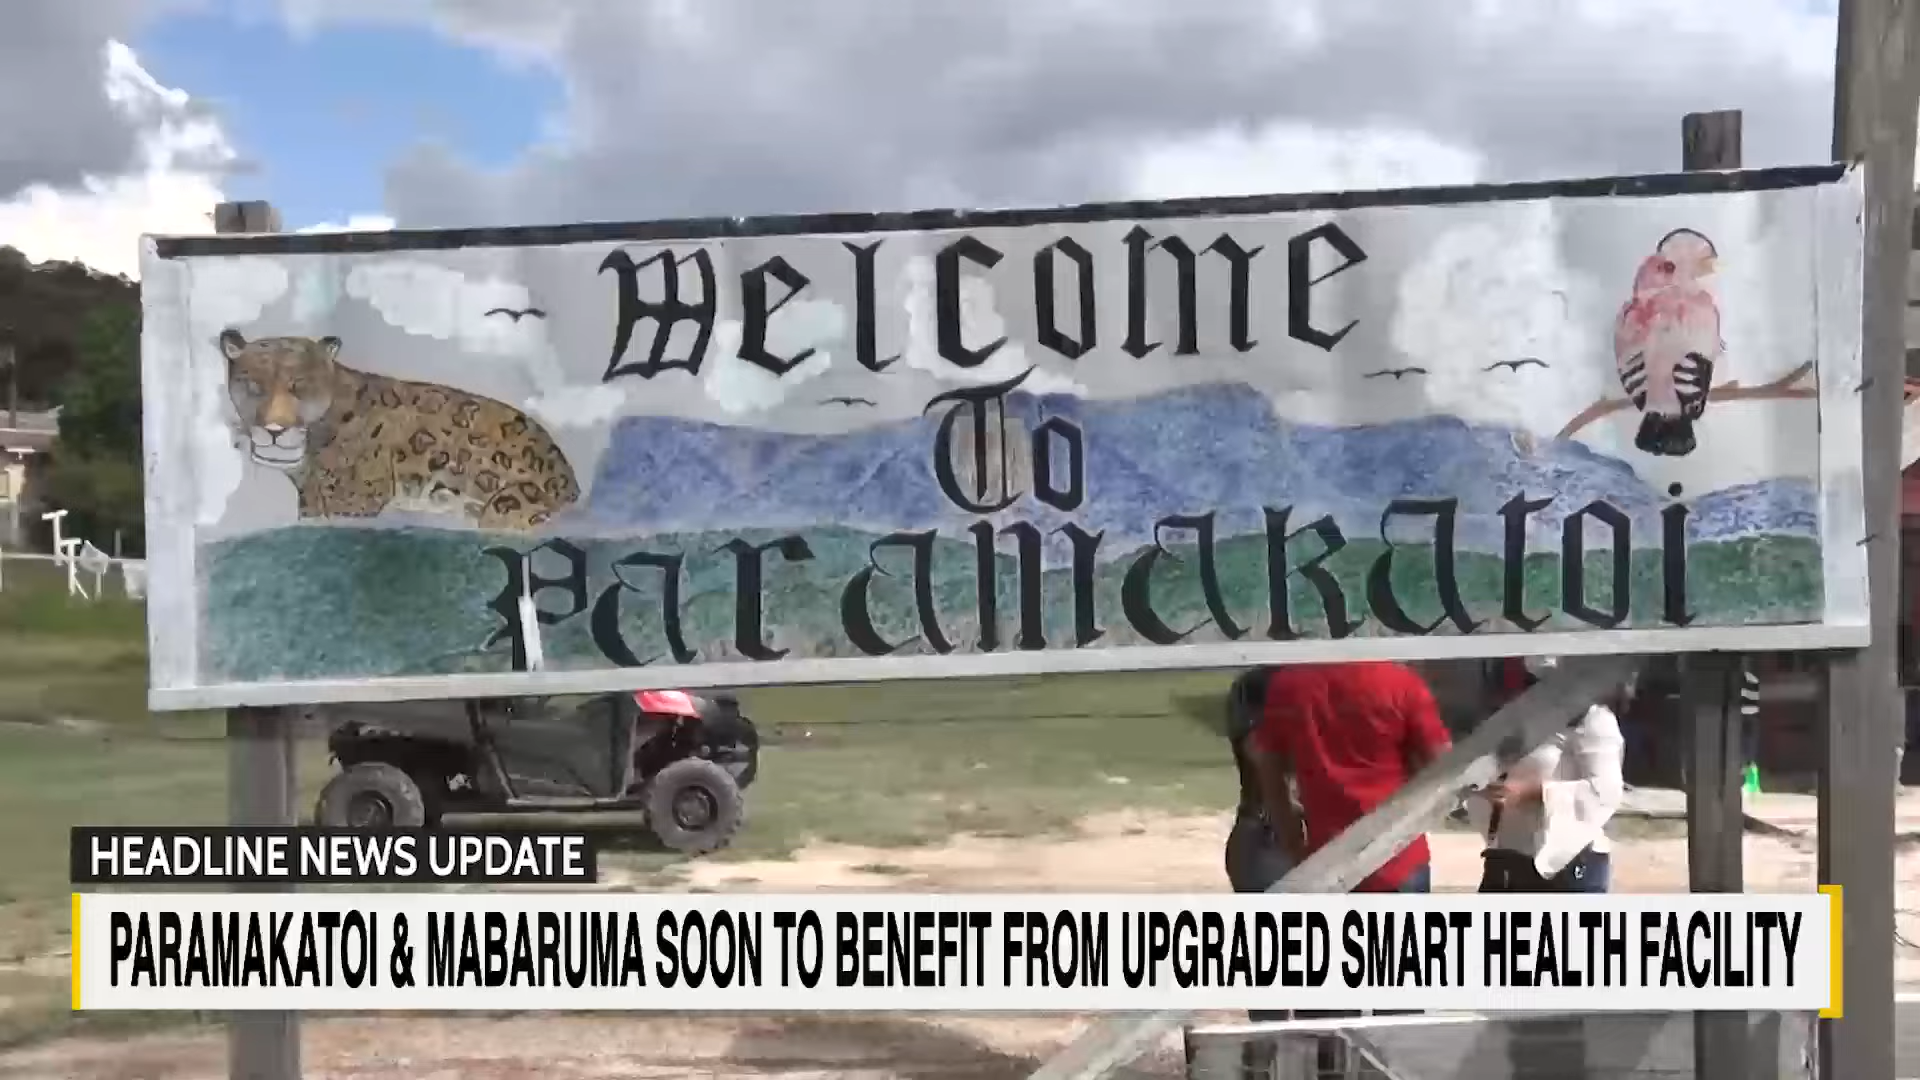 Welcome
To
Paramakatoi
HEADLINE NEWS UPDATE
PARAMAKATOI & MABARUMA SOON TO BENEFIT FROM UPGRADED SMART HEALTH FACILITY